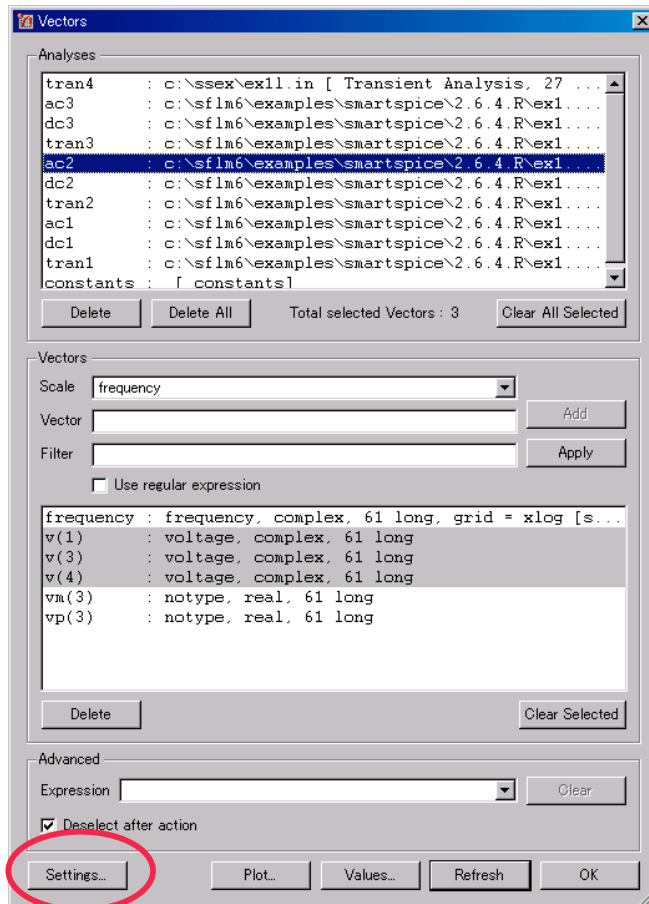 Vectors
Analyses
tran4 : c:\ssex\ex1l.in [ Transient Analysis, 27 ...
ac3 : c:\sflm6\examples\smartspice\2.6.4.R\ex1....
dc3 : c:\sflm6\examples\smartspice\2.6.4.R\ex1....
tran3 : c:\sflm6\examples\smartspice\2.6.4.R\ex1....
ac2 : c:\sflm6\examples\smartspice\2.6.4.R\ex1....
dc2 : c:\sflm6\examples\smartspice\2.6.4.R\ex1....
tran2 : c:\sflm6\examples\smartspice\2.6.4.R\ex1....
ac1 : c:\sflm6\examples\smartspice\2.6.4.R\ex1....
dc1 : c:\sflm6\examples\smartspice\2.6.4.R\ex1....
tran1 : c:\sflm6\examples\smartspice\2.6.4.R\ex1....
constants : [ constants]
Delete Delete All Total selected Vectors : 3 Clear All Selected
Vectors
Scale frequency
Vector Add
Filter Apply
Use regular expression
frequency : frequency, complex, 61 long, grid = xlog [s...
v(1) : voltage, complex, 61 long
v(3) : voltage, complex, 61 long
v(4) : voltage, complex, 61 long
vm(3) : notype, real, 61 long
vp(3) : notype, real, 61 long
Delete Clear Selected
Advanced
Expression Clear
Deselect after action
Settings... Plot... Values... Refresh OK